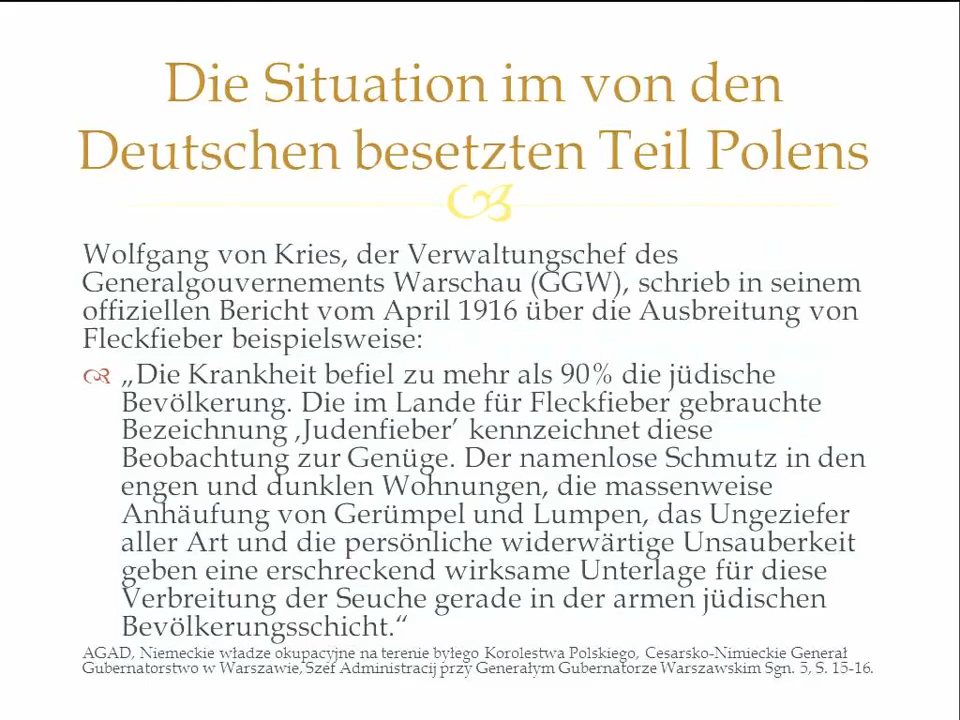 Die Situation im von den
Deutschen besetzten Teil Polens
Wolfgang von Kries, der Verwaltungschef des
Generalgouvernements Warschau (GGW), schrieb in seinem
offiziellen Bericht vom April 1916 über die Ausbreitung von
Fleckfieber beispielsweise:
„Die Krankheit befiel zu mehr als 90% die jüdische
Bevölkerung. Die im Lande für Fleckfieber gebrauchte
Bezeichnung ‚Judenfieber’ kennzeichnet diese
Beobachtung zur Genüge. Der namenlose Schmutz in den
engen und dunklen Wohnungen, die massenweise
Anhäufung von Gerümpel und Lumpen, das Ungeziefer
aller Art und die persönliche widerwärtige Unsauberkeit
geben eine erschreckend wirksame Unterlage für diese
Verbreitung der Seuche gerade in der armen jüdischen
Bevölkerungsschicht.“
AGAD, Niemeckie władze okupacyjne na terenie byłego Korolestwa Polskiego, Cesarsko-Nimieckie Generał
Gubernatorstwo w Warszawie, Szef Administracij przy Generałym Gubernatorze Warszawskim Sgn. 5, S. 15-16.